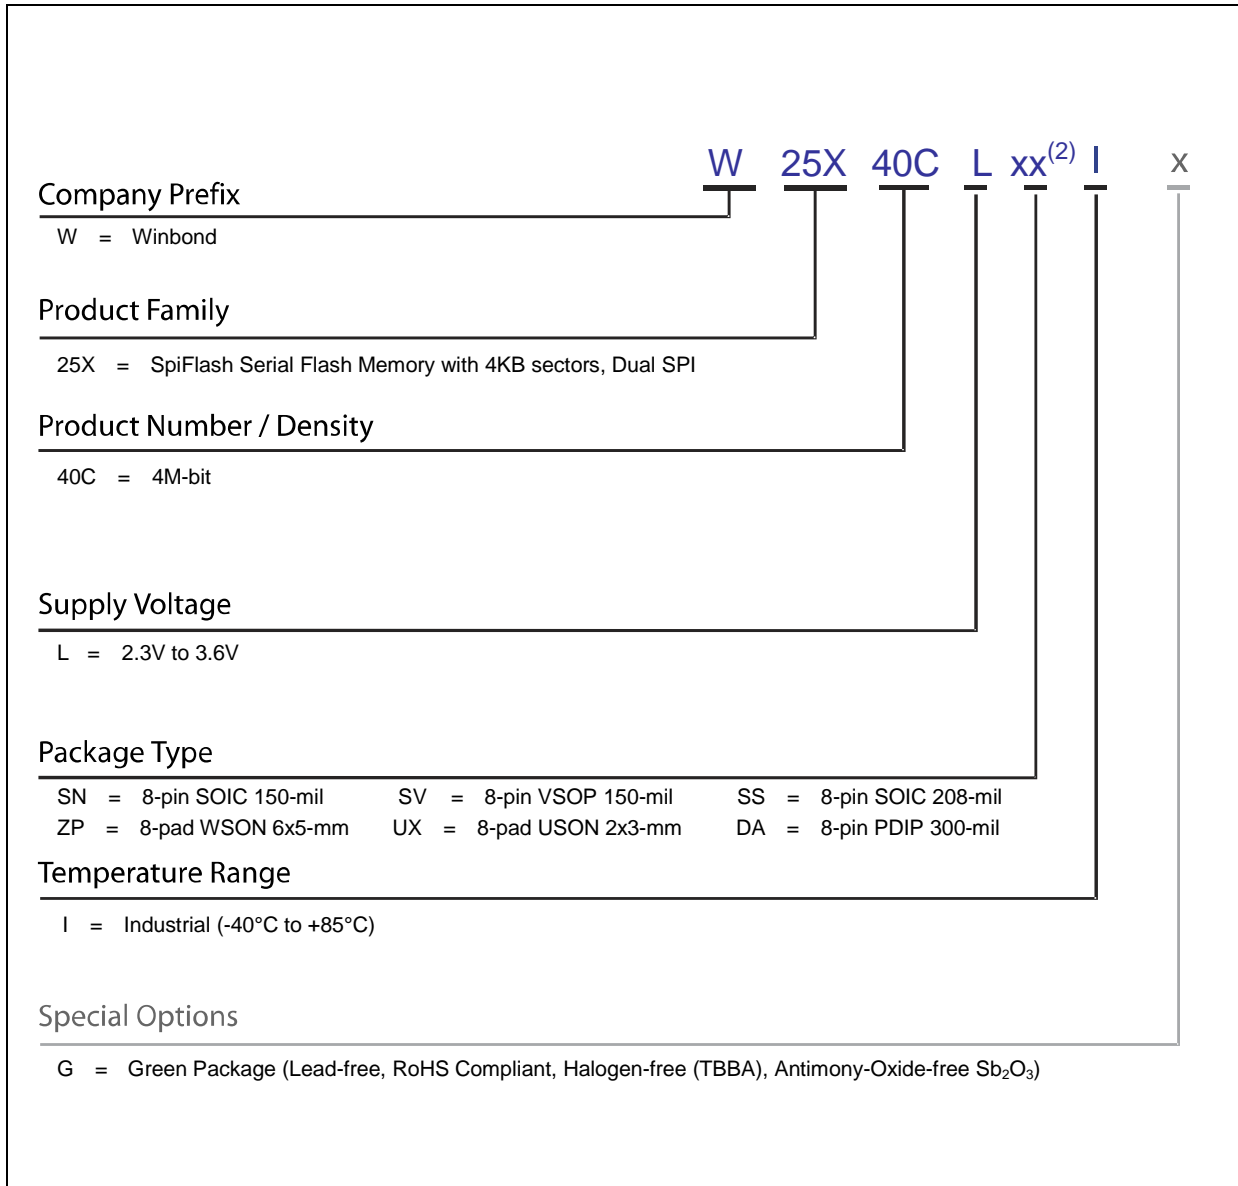 W 25X 40C L xx(2) I x
Company Prefix
W = Winbond
Product Family
25X = SpiFlash Serial Flash Memory with 4KB sectors, Dual SPI
Product Number / Density
40C = 4M-bit
Supply Voltage
L = 2.3V to 3.6V
Package Type
SN = 8-pin SOIC 150-mil SV = 8-pin VSOP 150-mil SS = 8-pin SOIC 208-mil
ZP = 8-pad WSON 6x5-mm UX = 8-pad USON 2x3-mm DA = 8-pin PDIP 300-mil
Temperature Range
I = Industrial (-40°C to +85°C)
Special Options
G = Green Package (Lead-free, RoHS Compliant, Halogen-free (TBBA), Antimony-Oxide-free Sb₂O₃)